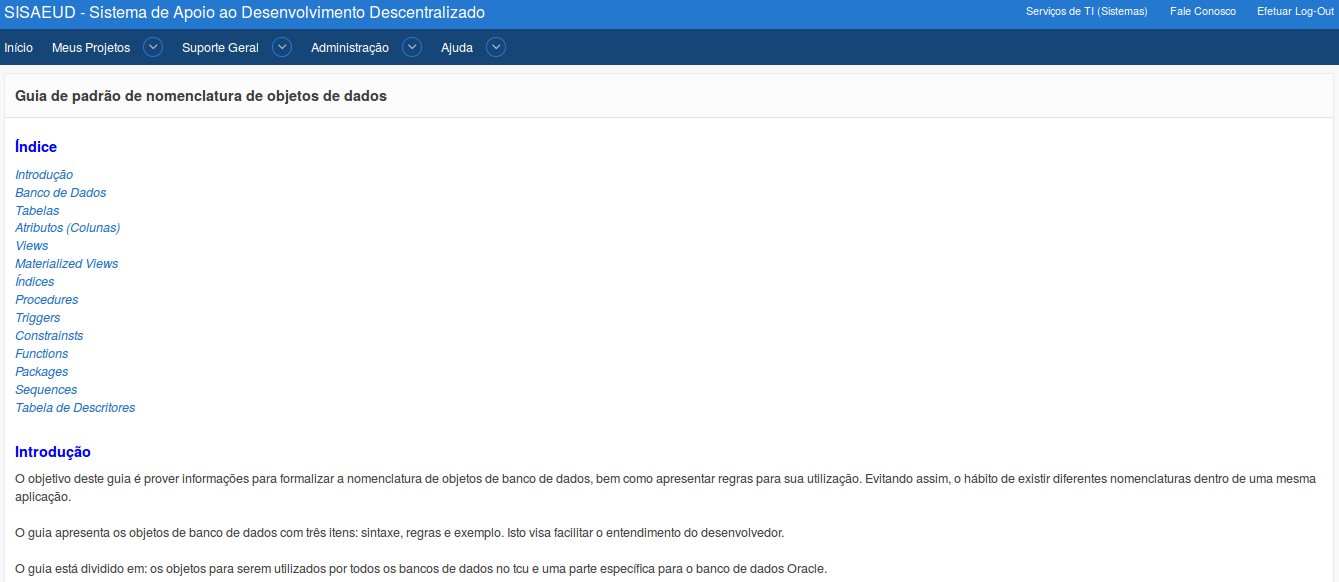 SISAEUD - Sistema de Apoio ao Desenvolvimento Descentralizado
Serviços de TI (Sistemas) Fale Conosco Efetuar Log-Out
Início Meus Projetos Suporte Geral Administração Ajuda
Guia de padrão de nomenclatura de objetos de dados
Índice
Introdução
Banco de Dados
Tabelas
Atributos (Colunas)
Views
Materialized Views
Índices
Procedures
Triggers
Constrainsts
Functions
Packages
Sequences
Tabela de Descritores
Introdução
O objetivo deste guia é prover informações para formalizar a nomenclatura de objetos de banco de dados, bem como apresentar regras para sua utilização. Evitando assim, o hábito de existir diferentes nomenclaturas dentro de uma mesma
aplicação.
O guia apresenta os objetos de banco de dados com três itens: sintaxe, regras e exemplo. Isto visa facilitar o entendimento do desenvolvedor.
O guia está dividido em: os objetos para serem utilizados por todos os bancos de dados no tcu e uma parte específica para o banco de dados Oracle.